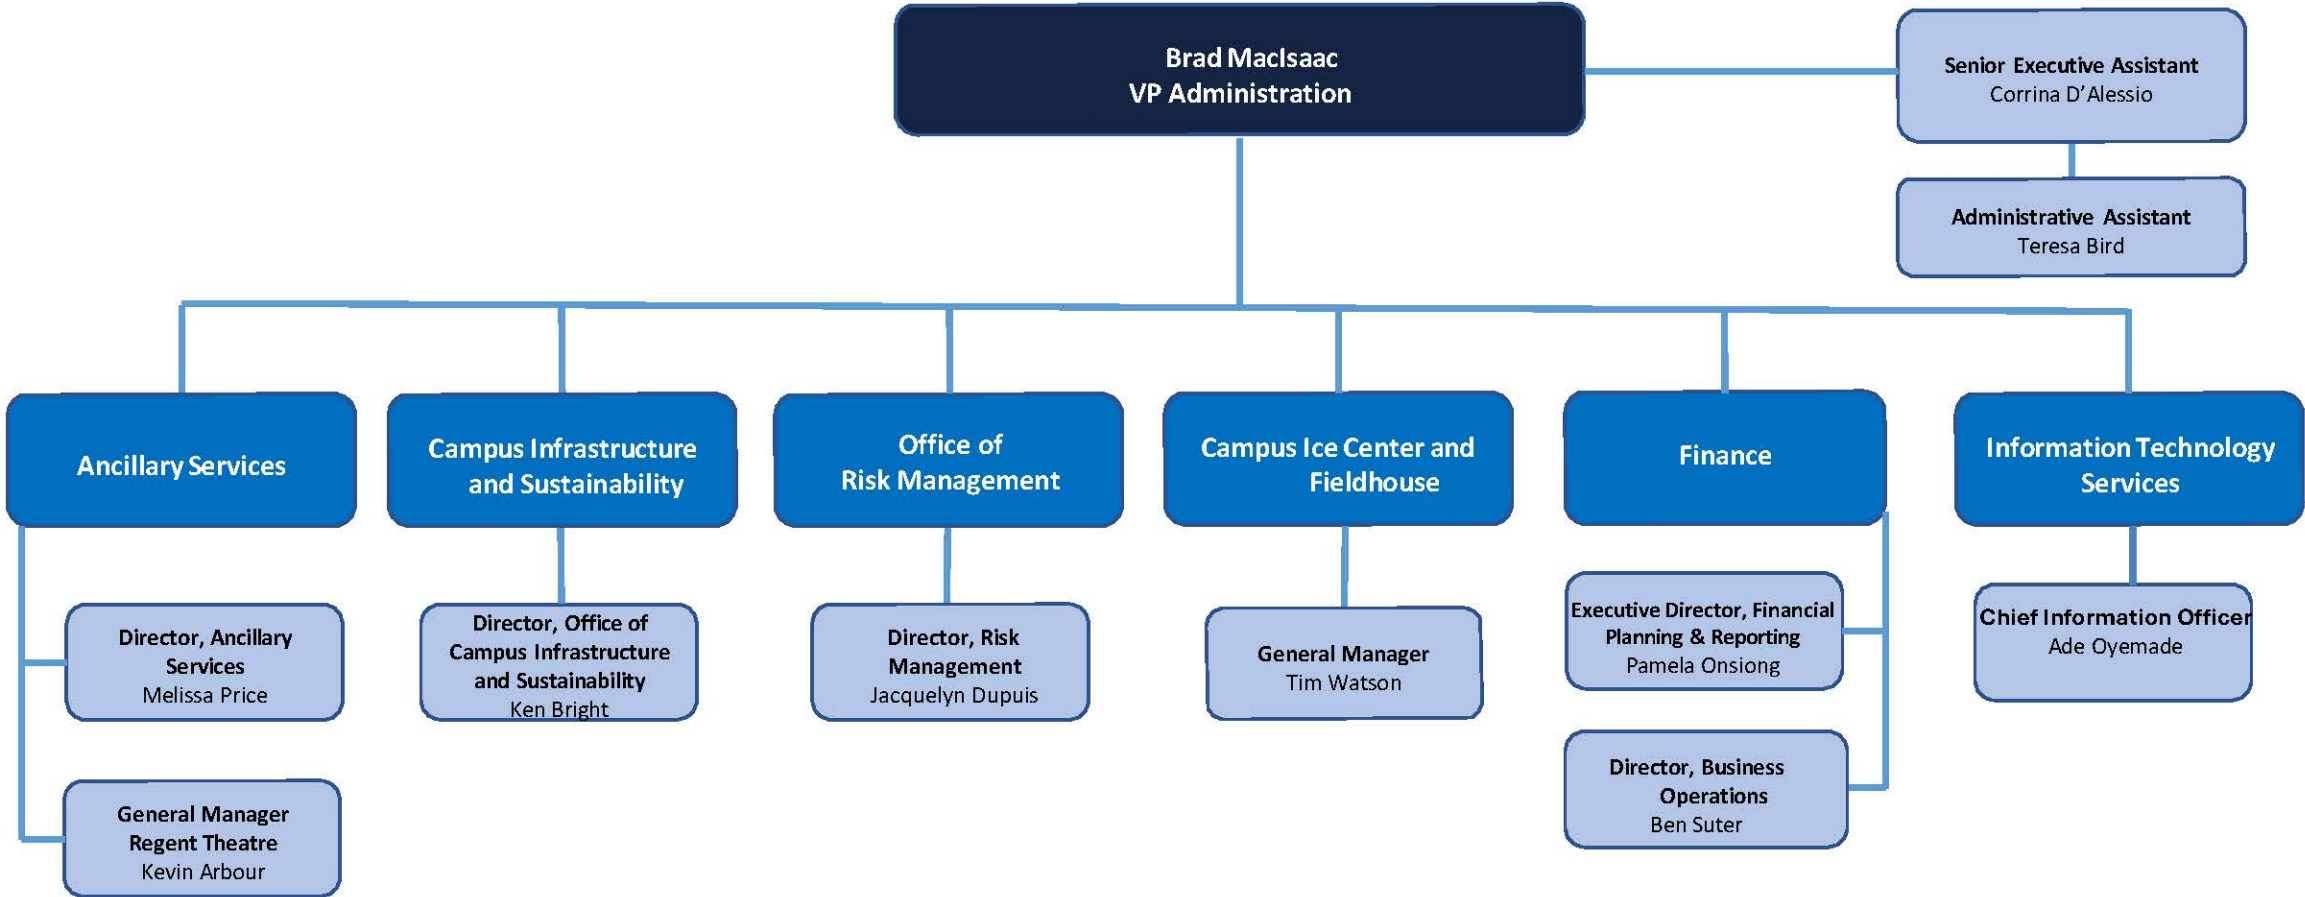 Brad MacIsaac
VP Administration
Senior Executive Assistant
Corrina D’Alessio
Administrative Assistant
Teresa Bird
Ancillary Services
Campus Infrastructure
and Sustainability
Office of
Risk Management
Campus Ice Center and
Fieldhouse
Finance
Information Technology
Services
Director, Ancillary
Services
Melissa Price
General Manager
Regent Theatre
Kevin Arbour
Director, Office of
Campus Infrastructure
and Sustainability
Ken Bright
Director, Risk
Management
Jacquelyn Dupuis
General Manager
Tim Watson
Executive Director, Financial
Planning & Reporting
Pamela Onsiong
Director, Business
Operations
Ben Suter
Chief Information Officer
Ade Oyemade